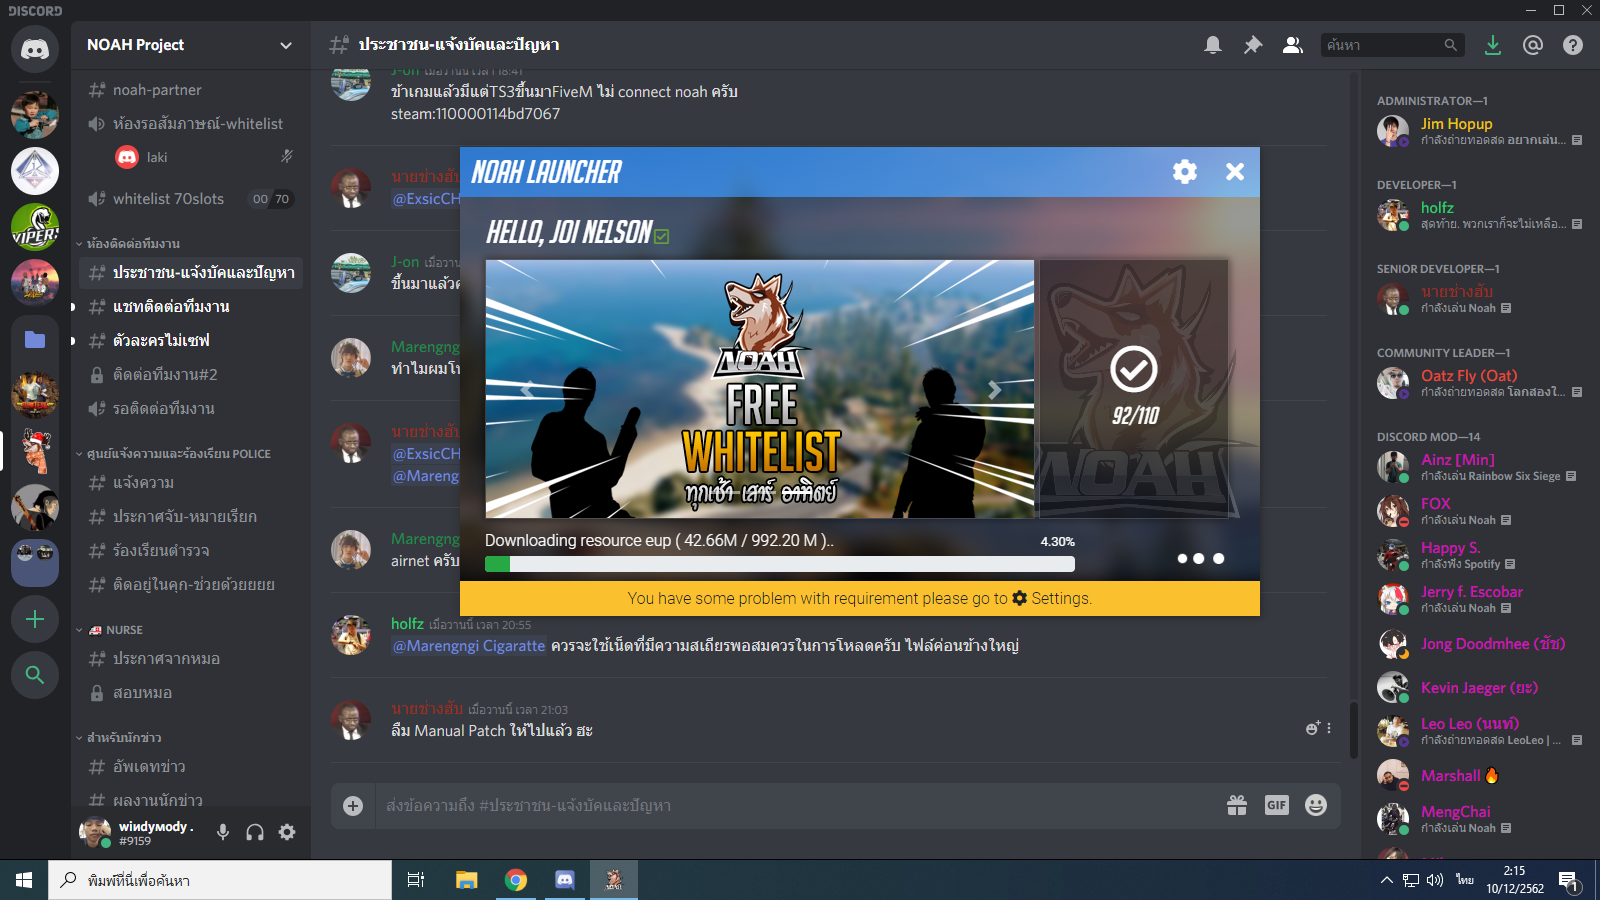 DISCORD
NOAH Project
noah-partner
ห้องรอสัมภาษณ์-whitelist
laki
whitelist 70slots
00 70
ห้องติดต่อทีมงาน
ประชาชน-แจ้งบัคและปัญหา
แชทติดต่อทีมงาน
ตัวละครไม่เซฟ
ติดต่อทีมงาน#2
รอติดต่อทีมงาน
ศูนย์แจ้งความและร้องเรียน POLICE
แจ้งความ
ประกาศจับ-หมายเรียก
ร้องเรียนตำรวจ
ติดอยู่ในคุก-ช่วยด้วยยยย
NURSE
ประกาศจากหมอ
สอบหมอ
สำหรับนักข่าว
อัพเดทข่าว
ผลงานนักข่าว
wiиdyмody .
#9159
ประชาชน-แจ้งบัคและปัญหา
ค้นหา
J-on เมื่อวานนี้ เวลา 18:41
ข้าเกมแล้วมีแต่TS3ขึ้นมาFiveM ไม่ connect noah ครับ
steam:110000114bd7067
นายช่างฮับ
@ExsicCH
J-on เมื่อวาน
ขึ้นมาแล้วค
Marengng
ทำไมผมโน
นายช่างฮับ
@ExsicCH
@Mareng
Marengng
airnet ครับ
NOAH LAUNCHER
HELLO, JOI NELSON
NOAH
FREE
WHITELIST
ทุกเช้า เสาร์ อาทิตย์
92/110
NOAH
Downloading resource eup ( 42.66M / 992.20 M )..
4.30%
You have some problem with requirement please go to Settings.
holfz เมื่อวานนี้ เวลา 20:55
@Marengngi Cigaratte ควรจะใช้เน็ตที่มีความสเถียรพอสมควรในการโหลดครับ ไฟล์ค่อนข้างใหญ่
นายช่างฮับ เมื่อวานนี้ เวลา 21:03
ลืม Manual Patch ให้ไปแล้ว ฮะ
ส่งข้อความถึง #ประชาชน-แจ้งบัคและปัญหา
GIF
ADMINISTRATOR—1
Jim Hopup
กำลังถ่ายทอดสด อยากเล่น...
DEVELOPER—1
holfz
สุดท้าย. พวกเราก็จะไม่เหลือ...
SENIOR DEVELOPER—1
นายช่างฮับ
กำลังเล่น Noah
COMMUNITY LEADER—1
Oatz Fly (Oat)
กำลังถ่ายทอดสด โลกสองใ...
DISCORD MOD—14
Ainz [Min]
กำลังเล่น Rainbow Six Siege
FOX
กำลังเล่น Noah
Happy S.
กำลังฟัง Spotify
Jerry f. Escobar
กำลังเล่น Noah
Jong Doodmhee (ชัช)
Kevin Jaeger (ยะ)
Leo Leo (นนท์)
กำลังถ่ายทอดสด LeoLeo | ...
Marshall
MengChai
กำลังเล่น Noah
พิมพ์ที่นี่เพื่อค้นหา
ไทย
2:15
10/12/2562
1